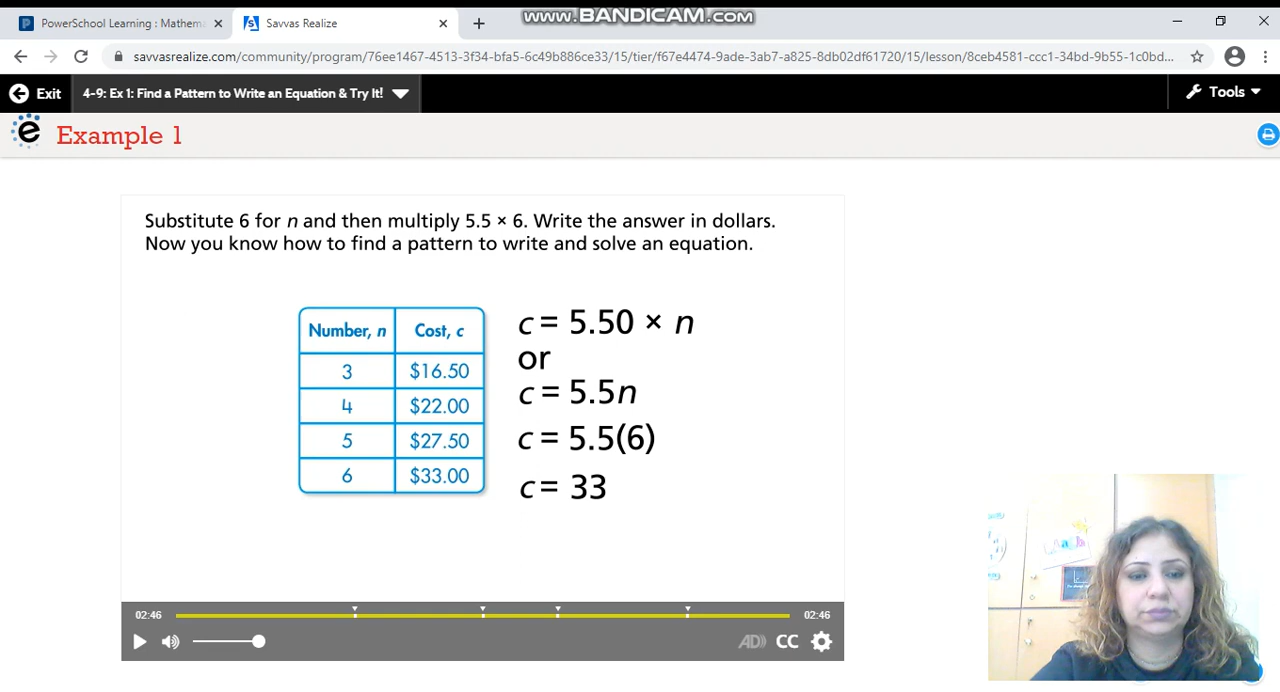 PowerSchool Learning : Mathema
Savvas Realize
www.BANDICAM.com
savvasrealize.com/community/program/76ee1467-4513-3f34-bfa5-6c49b886ce33/15/tier/f67e4474-9ade-3ab7-a825-8db02df61720/15/lesson/8ceb4581-ccc1-34bd-9b55-1c0bd...
Exit
4-9: Ex 1: Find a Pattern to Write an Equation & Try It!
Tools
e Example 1
Substitute 6 for n and then multiply 5.5 × 6. Write the answer in dollars.
Now you know how to find a pattern to write and solve an equation.
Number, n Cost, c
3 $16.50
4 $22.00
5 $27.50
6 $33.00
c = 5.50 × n
or
c = 5.5n
c = 5.5(6)
c = 33
02:46 02:46
AD CC